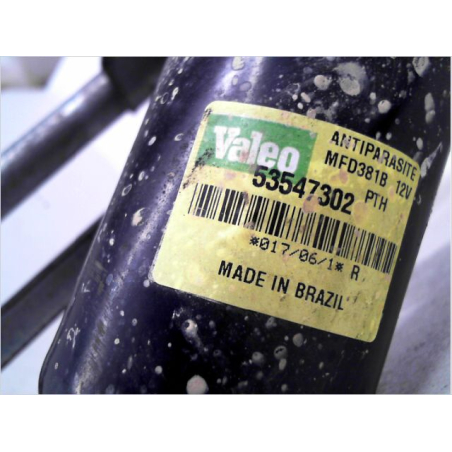 Valeo
ANTIPARASITE
MFD381B 12V
53547302 PTH
*017/06/1* R
MADE IN BRAZIL